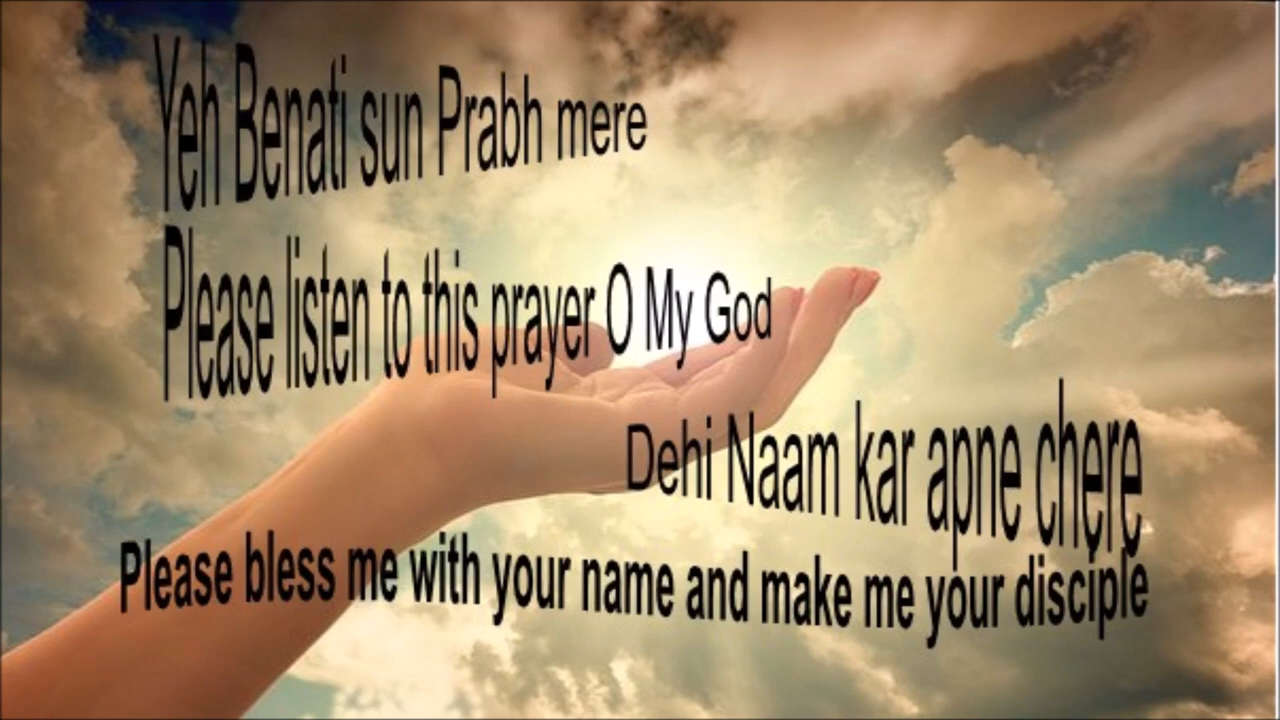 Yeh Benati sun Prabh mere
Please listen to this prayer O My God
Dehi Naam kar apne chere
Please bless me with your name and make me your disciple